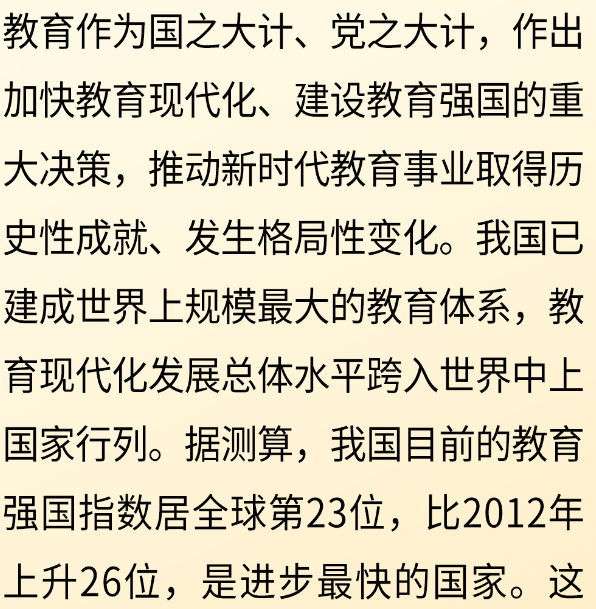 教育作为国之大计、党之大计，作出
加快教育现代化、建设教育强国的重
大决策，推动新时代教育事业取得历
史性成就、发生格局性变化。我国已
建成世界上规模最大的教育体系，教
育现代化发展总体水平跨入世界中上
国家行列。据测算，我国目前的教育
强国指数居全球第23位，比2012年
上升26位，是进步最快的国家。这